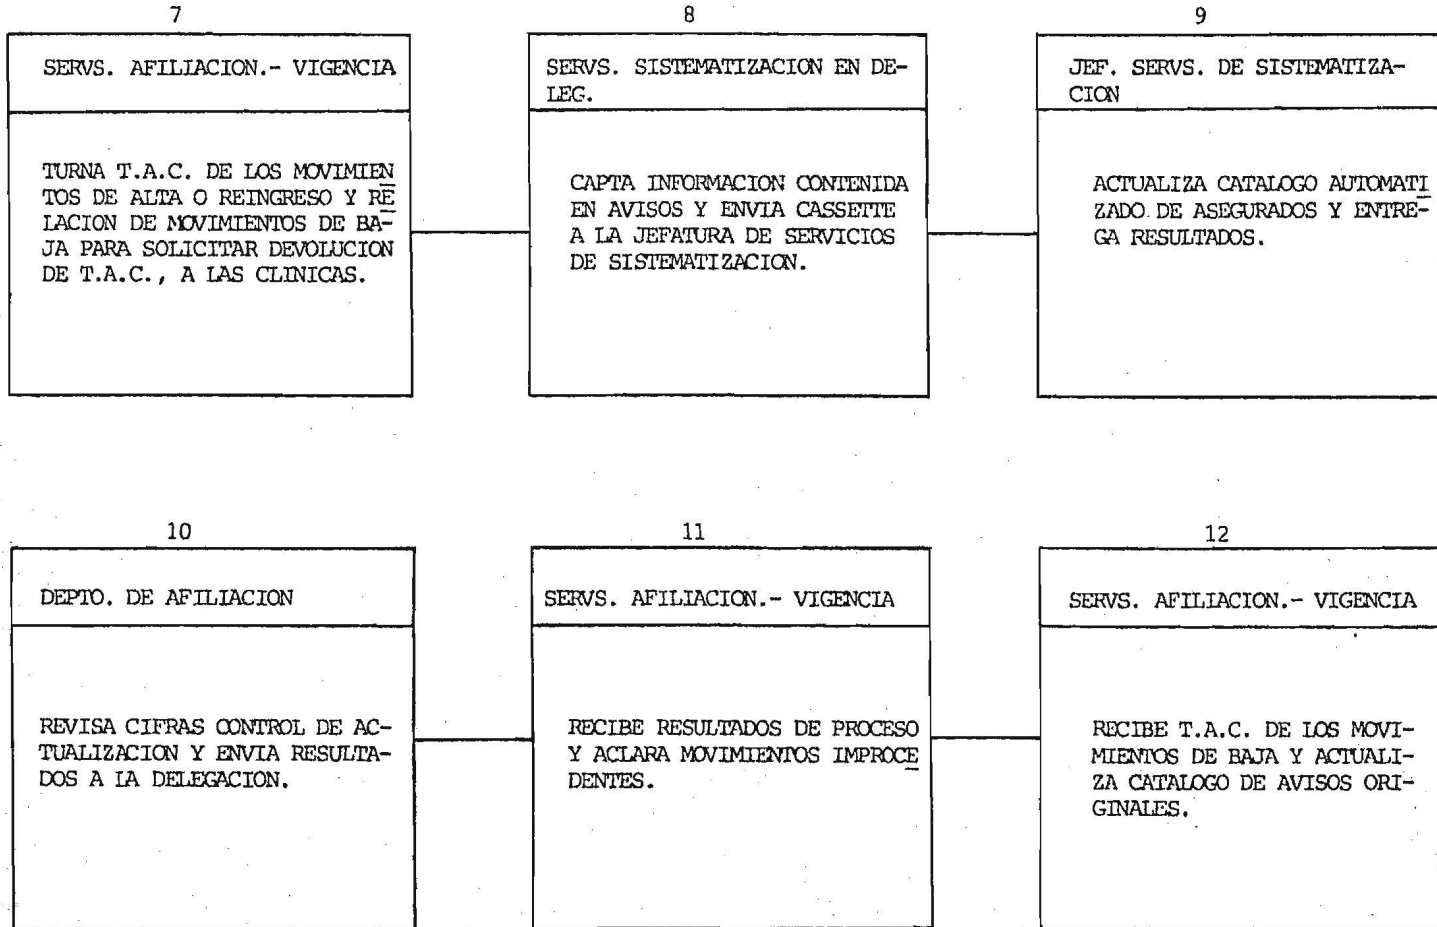 7
SERVS. AFILIACION.- VIGENCIA
TURNA T.A.C. DE LOS MOVIMIEN
TOS DE ALTA O REINGRESO Y RE
LACION DE MOVIMIENTOS DE BA-
JA PARA SOLICITAR DEVOLUCION
DE T.A.C., A LAS CLINICAS.
8
SERVS. SISTEMATIZACION EN DE-
LEG.
CAPTA INFORMACION CONTENIDA
EN AVISOS Y ENVIA CASSETTE
A LA JEFATURA DE SERVICIOS
DE SISTEMATIZACION.
9
JEF. SERVS. DE SISTEMATIZA-
CION
ACTUALIZA CATALOGO AUTOMATI
ZADO DE ASEGURADOS Y ENTRE-
GA RESULTADOS.
10
DEPTO. DE AFILIACION
REVISA CIFRAS CONTROL DE AC-
TUALIZACION Y ENVIA RESULTA-
DOS A LA DELEGACION.
11
SERVS. AFILIACION.- VIGENCIA
RECIBE RESULTADOS DE PROCESO
Y ACLARA MOVIMIENTOS IMPROCE
DENTES.
12
SERVS. AFILIACION.- VIGENCIA
RECIBE T.A.C. DE LOS MOVI-
MIENTOS DE BAJA Y ACTUALI-
ZA CATALOGO DE AVISOS ORI-
GINALES.